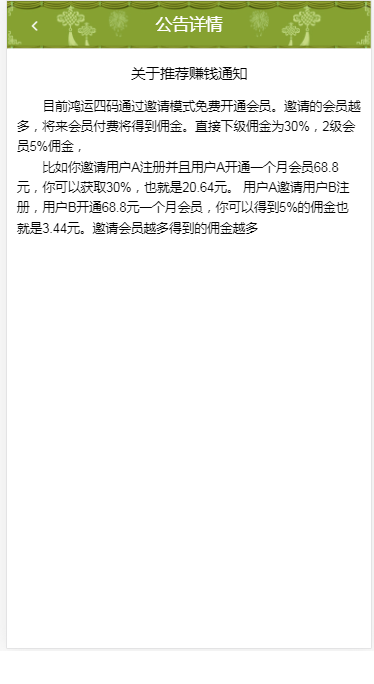 公告详情
关于推荐赚钱通知
目前鸿运四码通过邀请模式免费开通会员。邀请的会员越
多，将来会员付费将得到佣金。直接下级佣金为30%，2级会
员5%佣金，
比如你邀请用户A注册并且用户A开通一个月会员68.8
元，你可以获取30%，也就是20.64元。 用户A邀请用户B注
册，用户B开通68.8元一个月会员，你可以得到5%的佣金也
就是3.44元。邀请会员越多得到的佣金越多